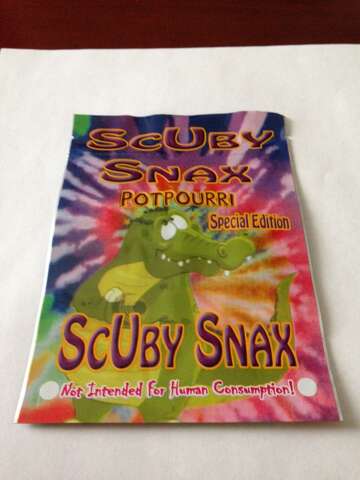 ScUby
Snax
POTPOURRI
Special Edition
ScUby Snax
Not Intended For Human Consumption!